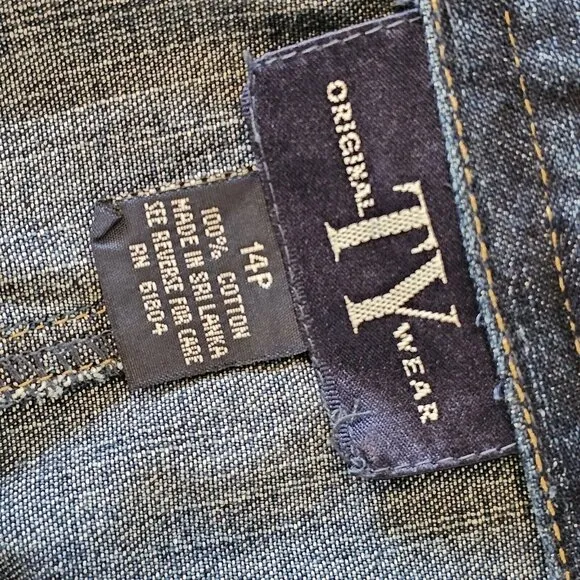 ORIGINAL
TY
WEAR
14P
100% COTTON
MADE IN SRI LANKA
SEE REVERSE FOR CARE
RN 61604